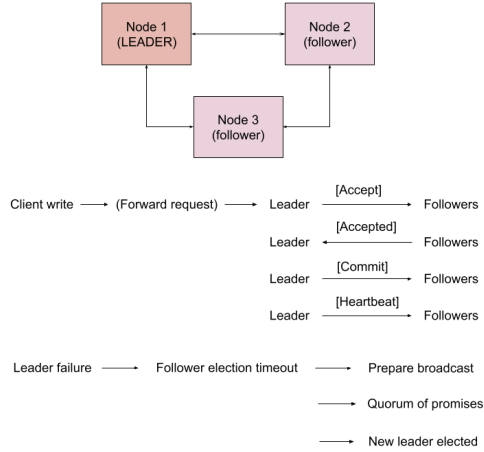 Node 1
(LEADER)
Node 2
(follower)
Node 3
(follower)
Client write (Forward request) Leader [Accept] Followers
Leader [Accepted] Followers
Leader [Commit] Followers
Leader [Heartbeat] Followers
Leader failure Follower election timeout Prepare broadcast
Quorum of promises
New leader elected